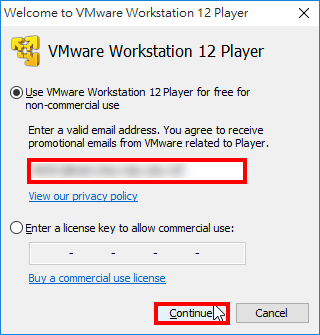 Welcome to VMware Workstation 12 Player
VMware Workstation 12 Player
Use VMware Workstation 12 Player for free for
non-commercial use
Enter a valid email address. You agree to receive
promotional emails from VMware related to Player.
View our privacy policy
Enter a license key to allow commercial use:
- - - -
Buy a commercial use license
Continue
Cancel